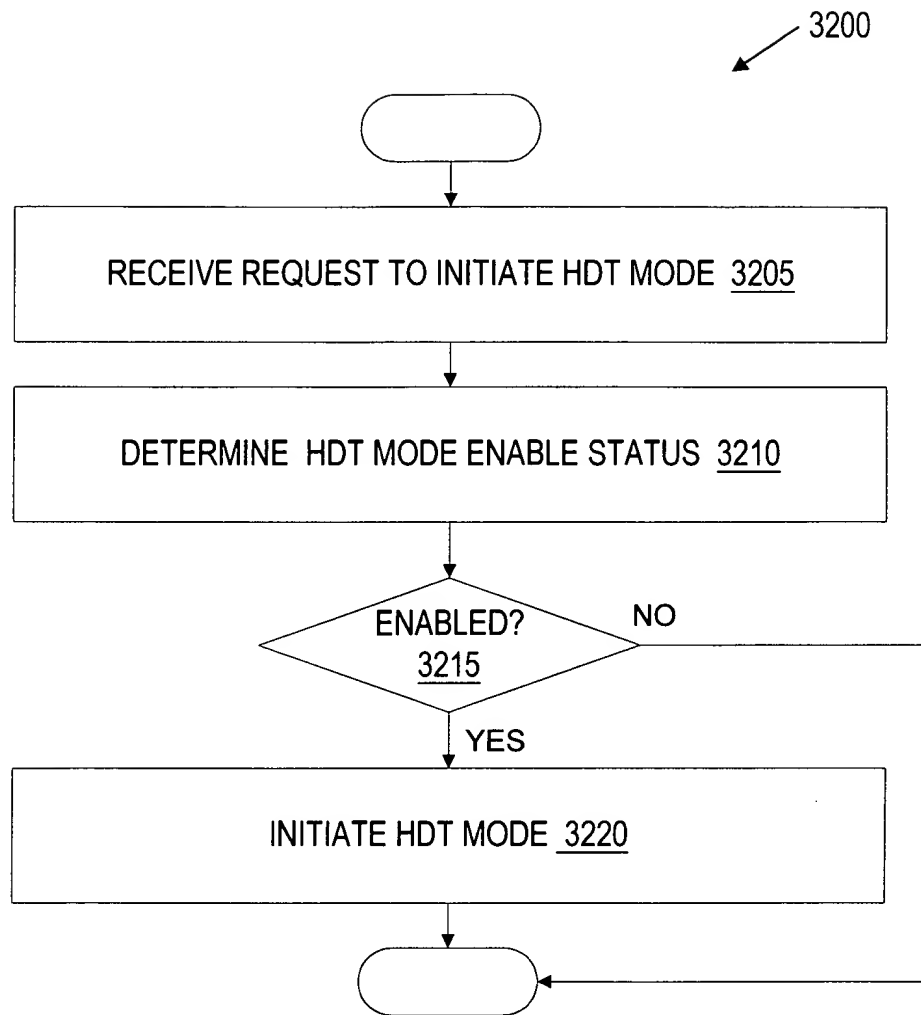 3200
RECEIVE REQUEST TO INITIATE HDT MODE 3205
DETERMINE HDT MODE ENABLE STATUS 3210
ENABLED?
3215
NO
YES
INITIATE HDT MODE 3220